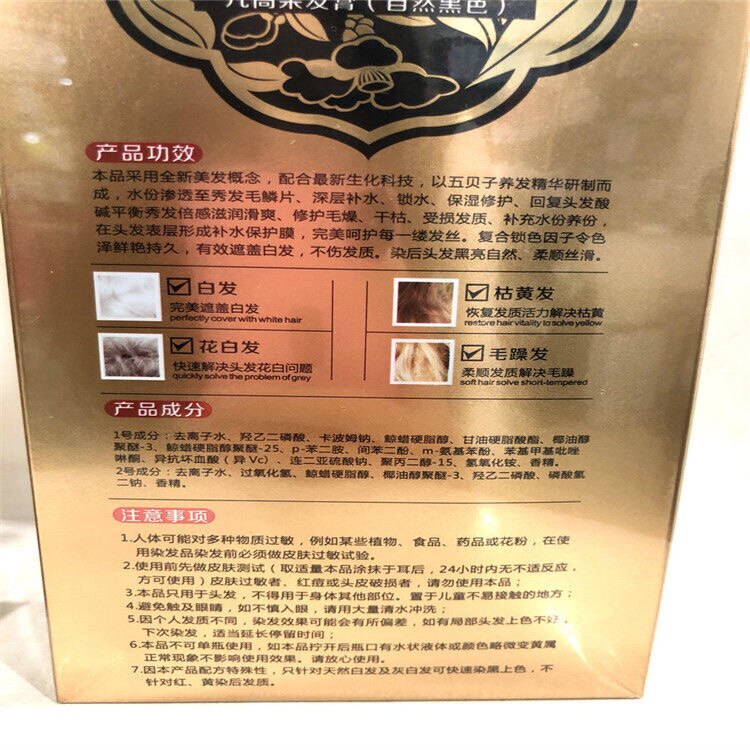 染发膏（自然黑色）
产品功效
本品采用全新美发概念，配合最新生化科技，以五贝子养发精华研制而
成，水份渗透至秀发毛鳞片、深层补水、锁水、保湿修护、回复头发酸
碱平衡秀发倍感滋润滑爽、修护毛燥、干枯、受损发质、补充水份养份，
在头发表层形成补水保护膜，完美呵护每一缕发丝。复合锁色因子令色
泽鲜艳持久，有效遮盖白发，不伤发质。染后头发黑亮自然、柔顺丝滑。
白发
完美遮盖白发
perfectly cover with white hair
枯黄发
恢复发质活力解决枯黄
restore hair vitality to solve yellow
花白发
快速解决头发花白问题
quickly solve the problem of grey
毛躁发
柔顺发质解决毛躁
soft hair solve short-tempered
产品成分
1号成分：去离子水、羟乙二磷酸、卡波姆钠、鲸蜡硬脂醇、甘油硬脂酸酯、椰油醇
聚醚-3、鲸蜡硬脂醇聚醚-25、p-苯二胺、间苯二酚、m-氨基苯酚、苯基甲基吡唑
啉酮、异抗坏血酸（异Vc）、连二亚硫酸钠、聚丙二醇-15、氢氧化铵、香精。
2号成分：去离子水、过氧化氢、鲸蜡硬脂醇、椰油醇聚醚-3、羟乙二磷酸、磷酸氢
二钠、香精。
注意事项
1.人体可能对多种物质过敏，例如某些植物、食品、药品或花粉，在使
用染发品染发前必须做皮肤过敏试验。
2.使用前先做皮肤测试（取适量本品涂抹于耳后，24小时内无不适反应，
方可使用）皮肤过敏者、红痘或头皮破损者，请勿使用本品；
3.本品只用于头发，不得用于身体其他部位。置于儿童不易接触的地方；
4.避免触及眼睛，如不慎入眼，请用大量清水冲洗；
5.因个人发质不同，染发效果可能会有所偏差，如有局部头发上色不好，
下次染发，适当延长停留时间；
6.本品不可单瓶使用，如本品拧开后瓶口有水状液体或颜色略微变黄属
正常现象不影响使用效果。请放心使用。
7.因本产品配方特殊性，只针对天然白发及灰白发可快速染黑上色，不
针对红、黄染后发质。